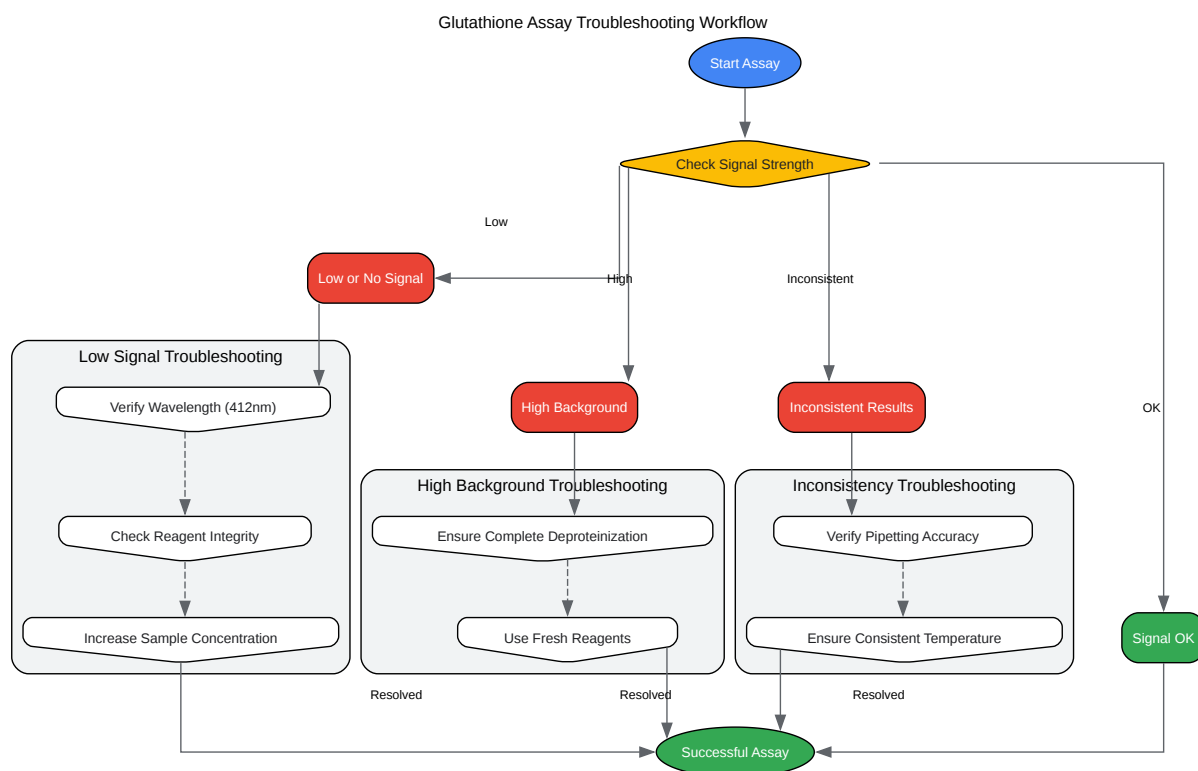 Glutathione Assay Troubleshooting Workflow
Start Assay
Check Signal Strength
Low
Low or No Signal
High
Inconsistent
Low Signal Troubleshooting
Verify Wavelength (412nm)
High Background
Inconsistent Results
OK
High Background Troubleshooting
Inconsistency Troubleshooting
Check Reagent Integrity
Ensure Complete Deproteinization
Verify Pipetting Accuracy
Increase Sample Concentration
Use Fresh Reagents
Ensure Consistent Temperature
Signal OK
Resolved
Resolved
Resolved
Successful Assay